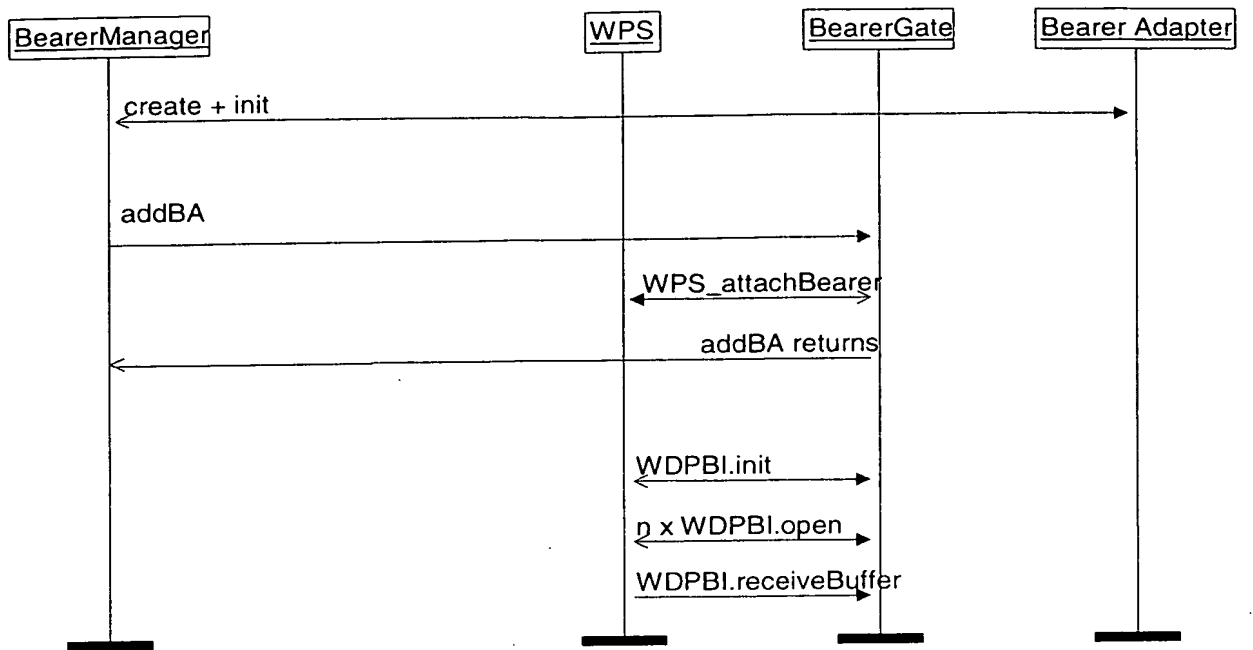 BearerManager
WPS
BearerGate
Bearer Adapter
create + init
addBA
WPS_attachBearer
addBA returns
WDPBI.init
n x WDPBI.open
WDPBI.receiveBuffer